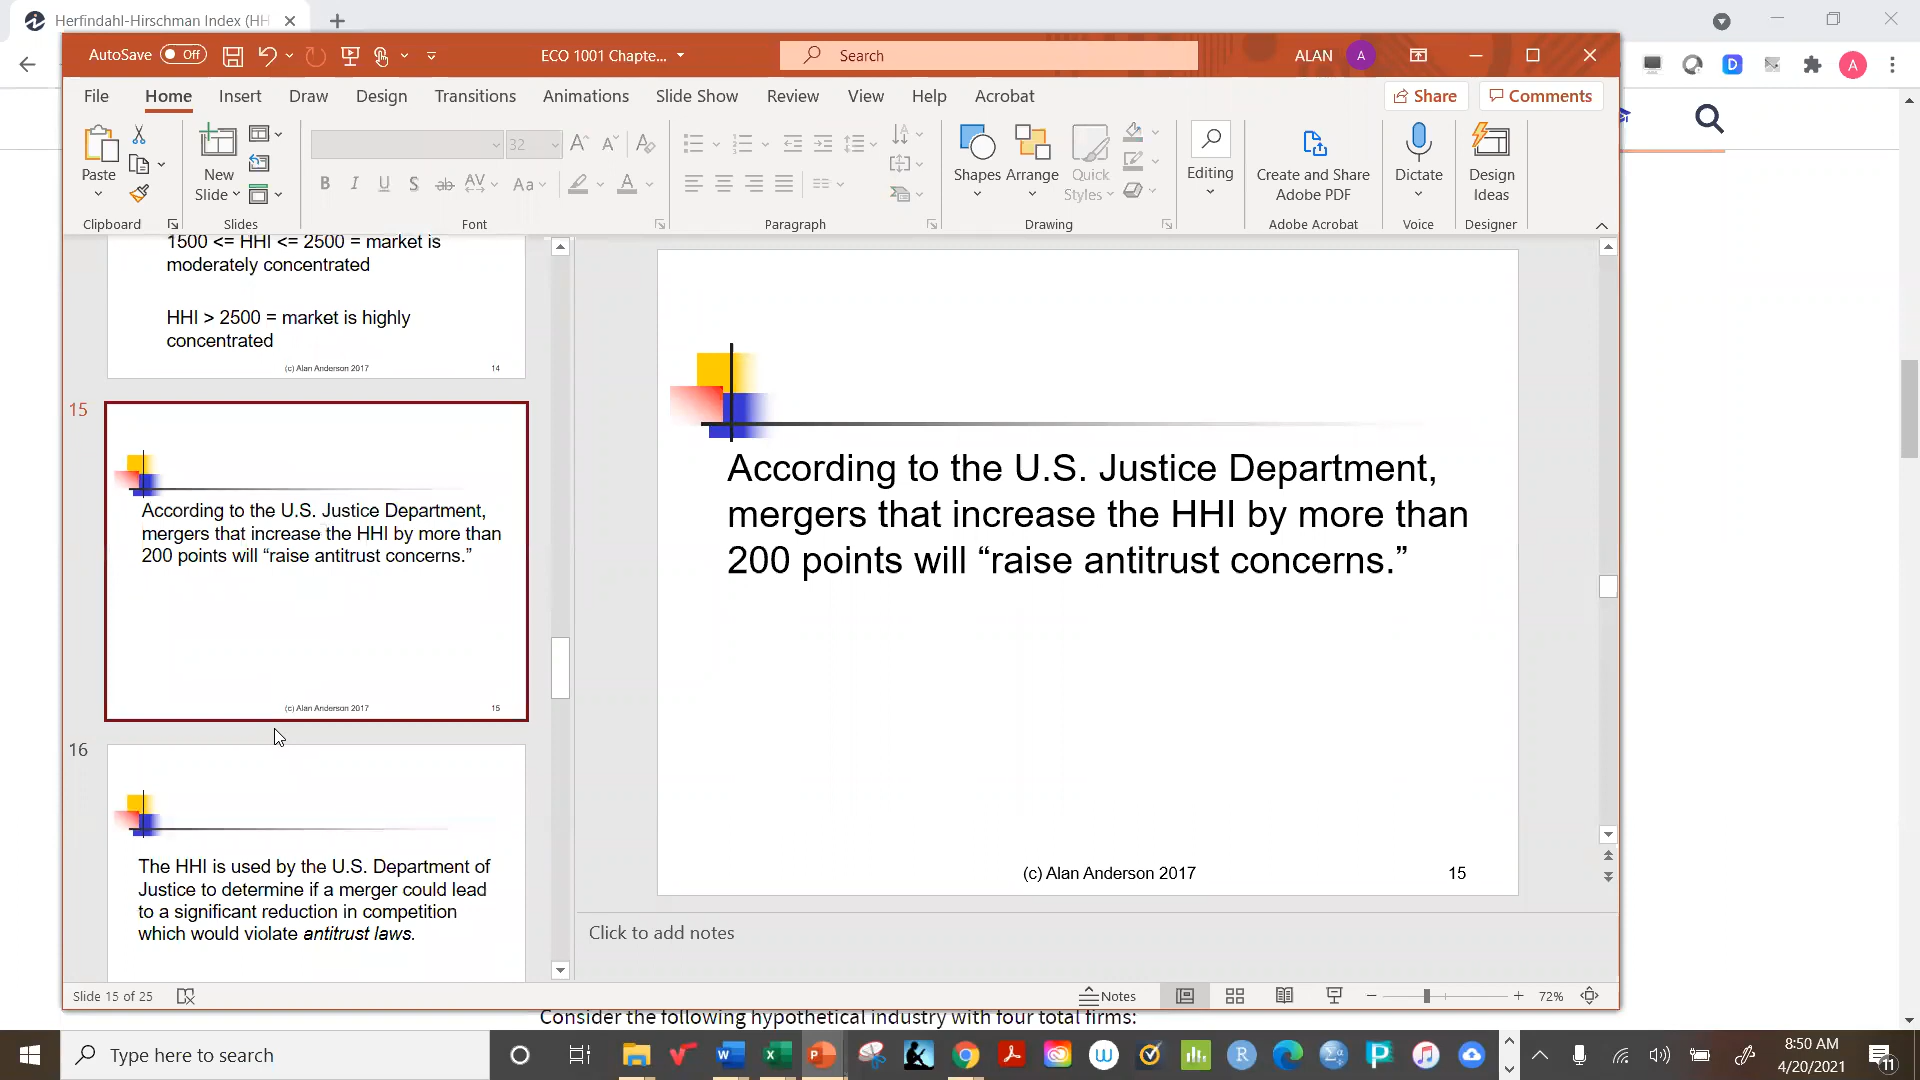 Herfindahl-Hirschman Index (HH
AutoSave Off
ECO 1001 Chapte...
Search
ALAN A
File Home Insert Draw Design Transitions Animations Slide Show Review View Help Acrobat
Share Comments
Paste
New
Slide
32
Shapes Arrange Quick
Styles
Editing
Create and Share
Adobe PDF
Dictate
Design
Ideas
Clipboard Slides Font Paragraph Drawing Adobe Acrobat Voice Designer
1500 <= HHI <= 2500 = market is
moderately concentrated
HHI > 2500 = market is highly
concentrated
(c) Alan Anderson 2017 14
15
According to the U.S. Justice Department,
mergers that increase the HHI by more than
200 points will “raise antitrust concerns.”
(c) Alan Anderson 2017 15
16
The HHI is used by the U.S. Department of
Justice to determine if a merger could lead
to a significant reduction in competition
which would violate antitrust laws.
According to the U.S. Justice Department,
mergers that increase the HHI by more than
200 points will “raise antitrust concerns.”
(c) Alan Anderson 2017 15
Click to add notes
Slide 15 of 25
Notes
72%
Consider the following hypothetical industry with four total firms:
Type here to search
8:50 AM
4/20/2021
11